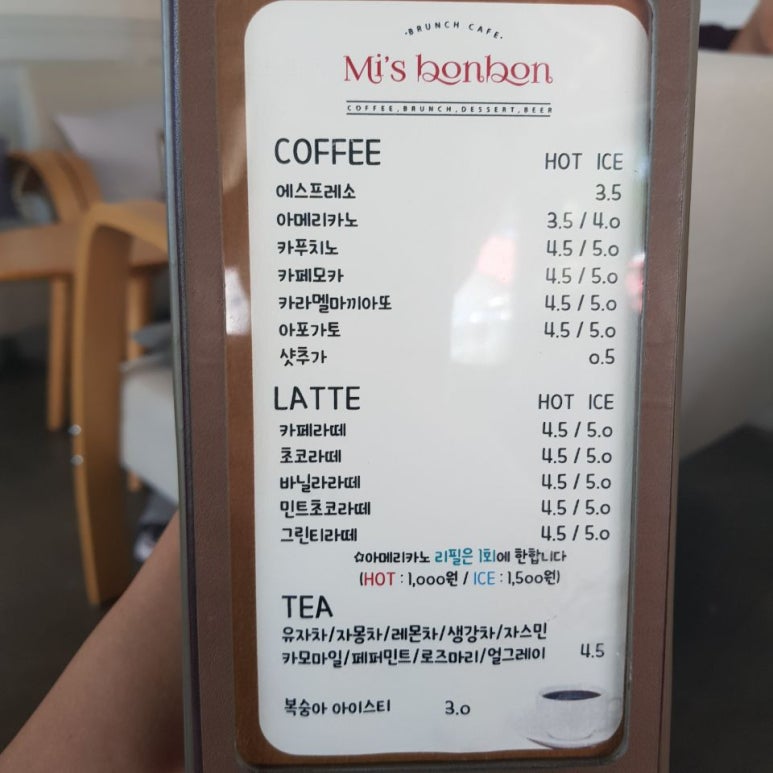 ·BRUNCH CAFE·
Mi's bonbon
COFFEE,BRUNCH,DESSERT,BEER
COFFEE HOT ICE
에스프레소 3.5
아메리카노 3.5 / 4.0
카푸치노 4.5 / 5.0
카페모카 4.5 / 5.0
카라멜마끼아또 4.5 / 5.0
아포가토 4.5 / 5.0
샷추가 0.5
LATTE HOT ICE
카페라떼 4.5 / 5.0
초코라떼 4.5 / 5.0
바닐라라떼 4.5 / 5.0
민트초코라떼 4.5 / 5.0
그린티라떼 4.5 / 5.0
☆아메리카노 리필은 1회에 한합니다
(HOT : 1,000원 / ICE : 1,500원)
TEA
유자차/자몽차/레몬차/생강차/자스민
카모마일/페퍼민트/로즈마리/얼그레이 4.5
복숭아 아이스티 3.0